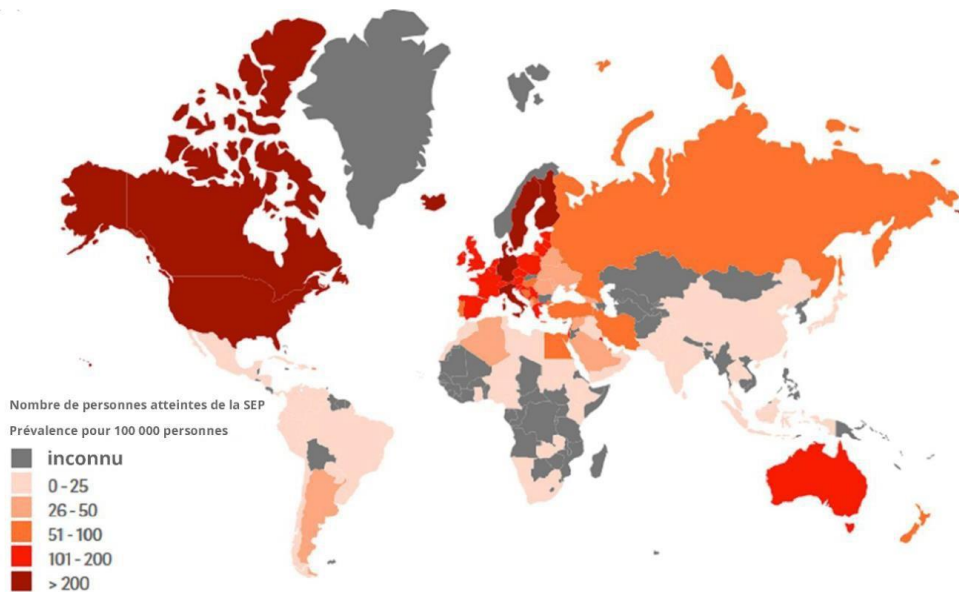 Nombre de personnes atteintes de la SEP
Prévalence pour 100 000 personnes
inconnu
0 - 25
26 - 50
51 - 100
101 - 200
> 200